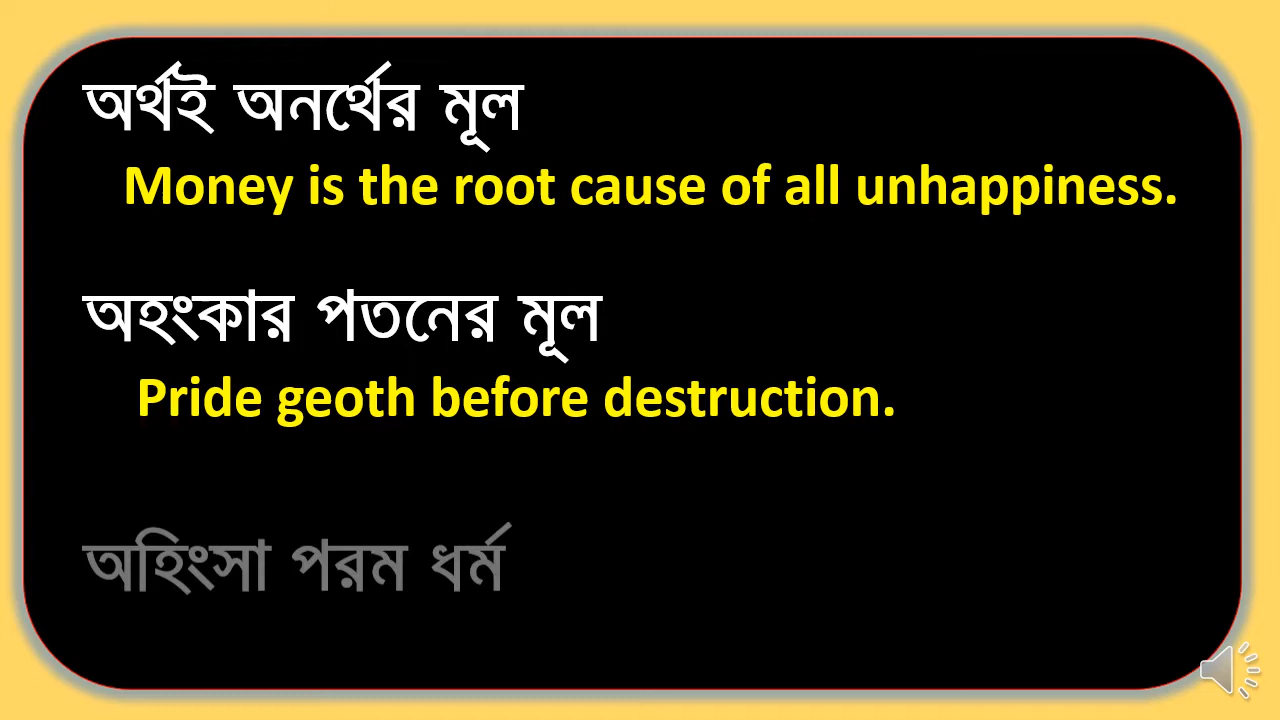 অর্থই অনর্থের মূল
Money is the root cause of all unhappiness.
অহংকার পতনের মূল
Pride geoth before destruction.
অহিংসা পরম ধর্ম